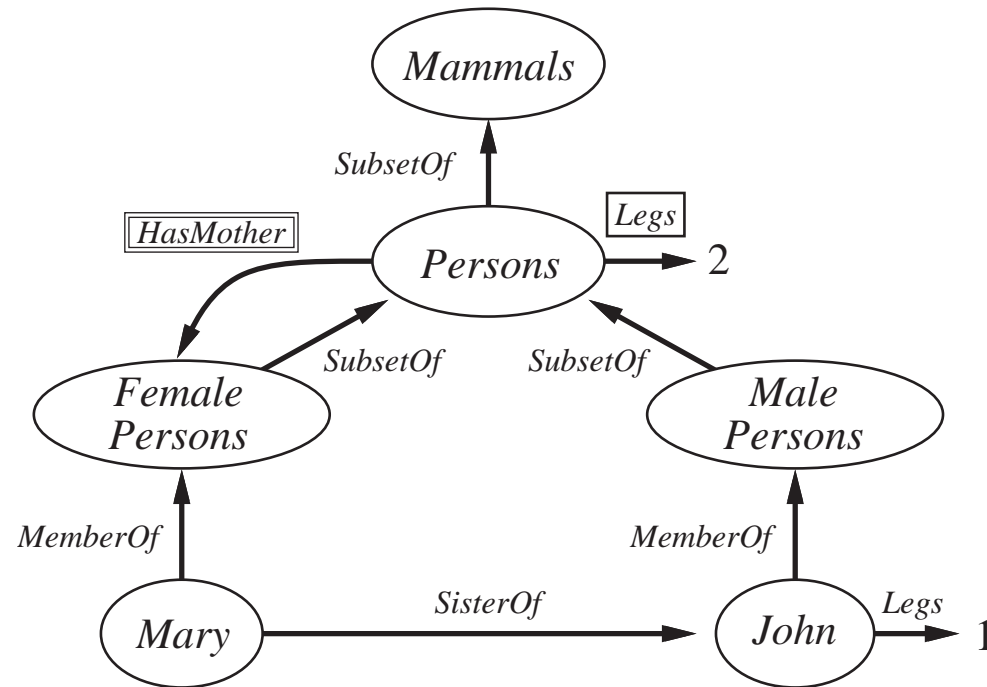 Mammals
SubsetOf
HasMother
Legs
Persons
2
SubsetOf
SubsetOf
Female
Persons
Male
Persons
MemberOf
MemberOf
SisterOf
Legs
Mary
John
1